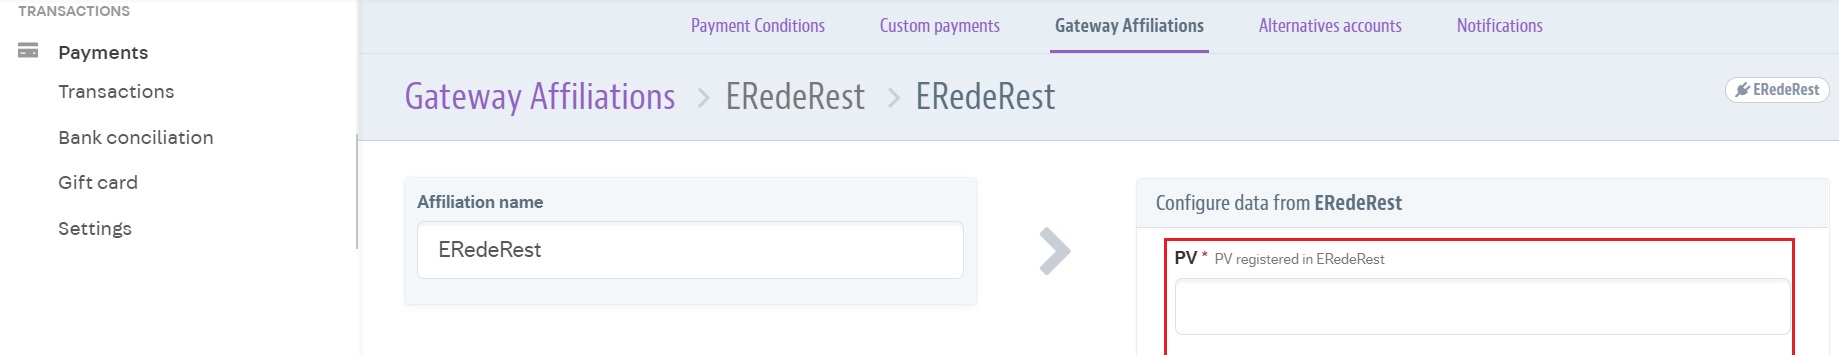 TRANSACTIONS
Payments
Transactions
Bank conciliation
Gift card
Settings
Payment Conditions Custom payments Gateway Affiliations Alternatives accounts Notifications
Gateway Affiliations > ERedeRest > ERedeRest
ERedeRest
Affiliation name
ERedeRest
Configure data from ERedeRest
PV * PV registered in ERedeRest